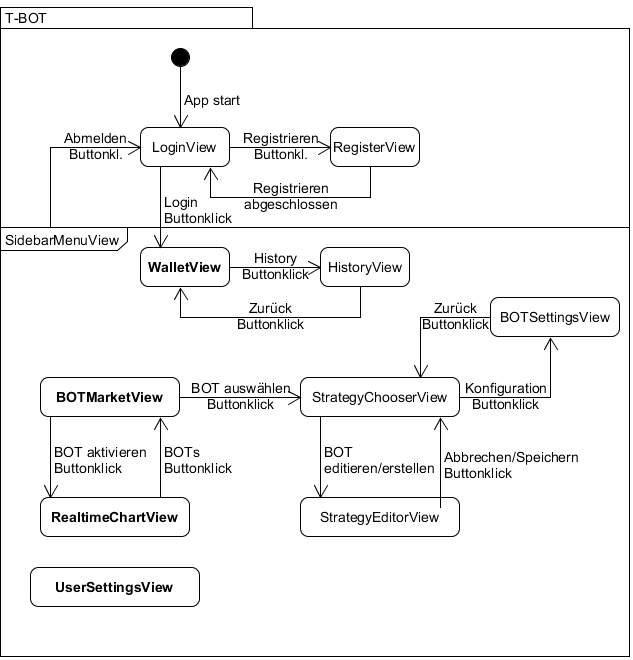 T-BOT
App start
Abmelden
Buttonkl.
LoginView
Registrieren
Buttonkl.
RegisterView
Registrieren
abgeschlossen
Login
Buttonklick
SidebarMenuView
WalletView
History
Buttonklick
HistoryView
Zurück
Buttonklick
Zurück
Buttonklick
BOTSettingsView
BOTMarketView
BOT auswählen
Buttonklick
StrategyChooserView
Konfiguration
Buttonklick
BOT aktivieren
Buttonklick
BOTs
Buttonklick
BOT
editieren/erstellen
Abbrechen/Speichern
Buttonklick
RealtimeChartView
StrategyEditorView
UserSettingsView